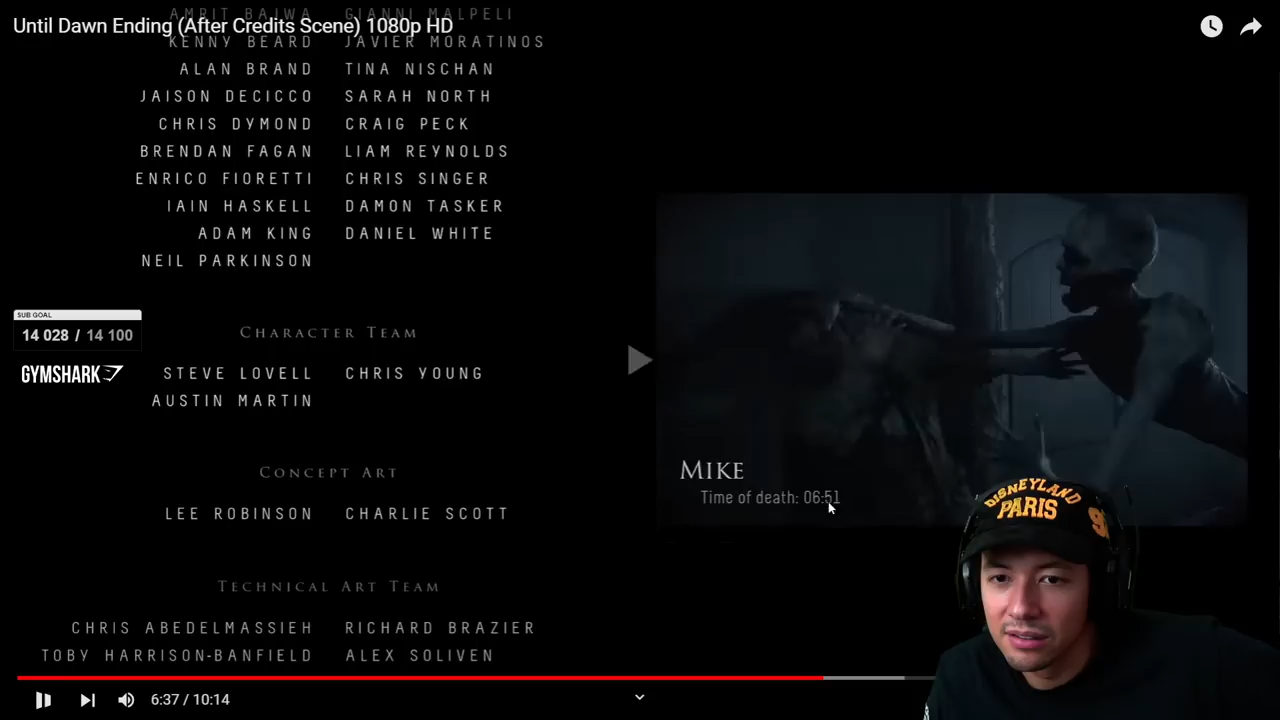 Until Dawn Ending (After Credits Scene) 1080p HD
AMRIT BAJWA GIANNI MALPELI
KENNY BEARD JAVIER MORATINOS
ALAN BRAND TINA NISCHAN
JAISON DECICCO SARAH NORTH
CHRIS DYMOND CRAIG PECK
BRENDAN FAGAN LIAM REYNOLDS
ENRICO FIORETTI CHRIS SINGER
IAIN HASKELL DAMON TASKER
ADAM KING DANIEL WHITE
NEIL PARKINSON
SUB GOAL
14 028 / 14 100
GYMSHARK
CHARACTER TEAM
STEVE LOVELL CHRIS YOUNG
AUSTIN MARTIN
CONCEPT ART
LEE ROBINSON CHARLIE SCOTT
TECHNICAL ART TEAM
CHRIS ABEDELMASSIEH RICHARD BRAZIER
TOBY HARRISON-BANFIELD ALEX SOLIVEN
MIKE
Time of death: 06:51
DISNEYLAND
PARIS
6:37 / 10:14